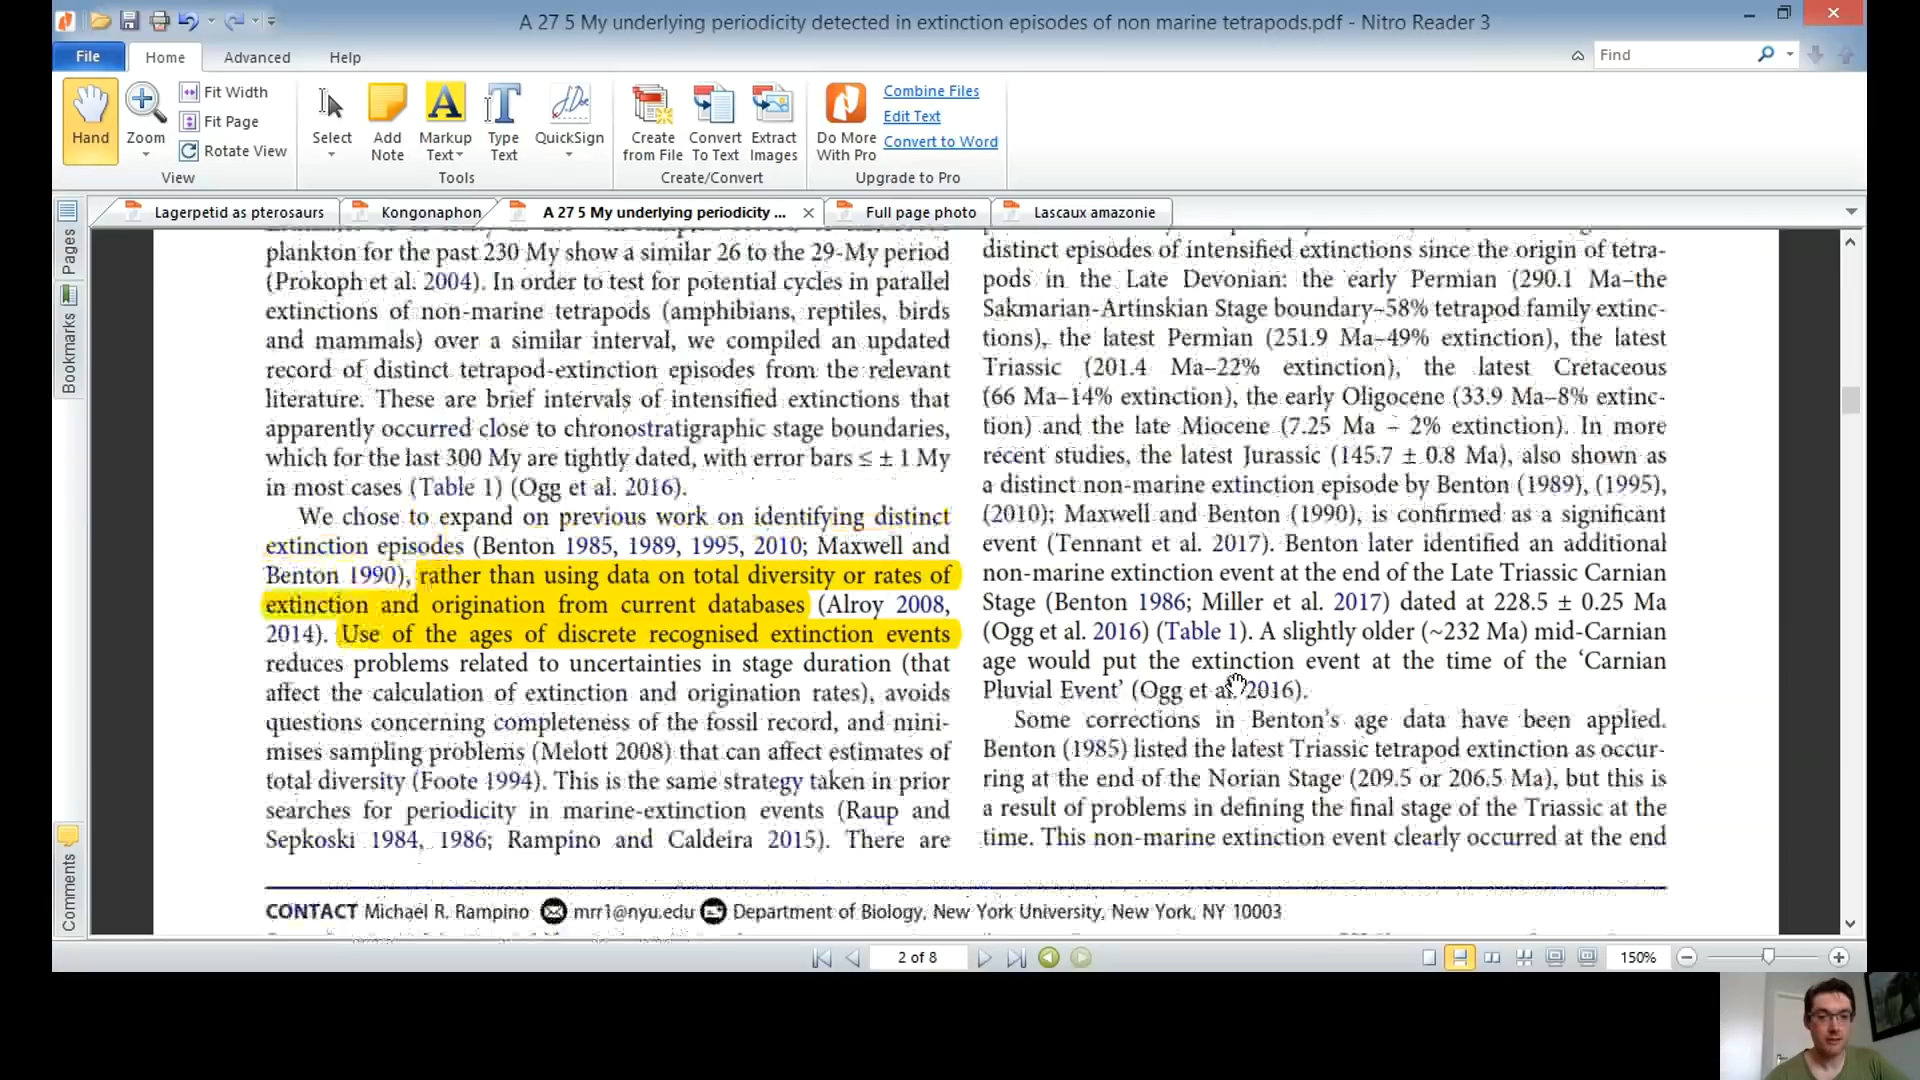 A 27 5 My underlying periodicity detected in extinction episodes of non marine tetrapods.pdf - Nitro Reader 3
File
Home
Advanced
Help
Find
Hand
Zoom
Fit Width
Fit Page
Rotate View
View
Select
Add
Note
Markup
Text
Type
Text
QuickSign
Tools
Create
from File
Convert
To Text
Extract
Images
Create/Convert
Do More
With Pro
Combine Files
Edit Text
Convert to Word
Upgrade to Pro
Lagerpetid as pterosaurs
Kongonaphon
A 27 5 My underlying periodicity ...
Full page photo
Lascaux amazonie
Pages
Bookmarks
Comments
plankton for the past 230 My show a similar 26 to the 29-My period
(Prokoph et al. 2004). In order to test for potential cycles in parallel
extinctions of non-marine tetrapods (amphibians, reptiles, birds
and mammals) over a similar interval, we compiled an updated
record of distinct tetrapod-extinction episodes from the relevant
literature. These are brief intervals of intensified extinctions that
apparently occurred close to chronostratigraphic stage boundaries,
which for the last 300 My are tightly dated, with error bars ≤ ± 1 My
in most cases (Table 1) (Ogg et al. 2016).
We chose to expand on previous work on identifying distinct
extinction episodes (Benton 1985, 1989, 1995, 2010; Maxwell and
Benton 1990), rather than using data on total diversity or rates of
extinction and origination from current databases (Alroy 2008,
2014). Use of the ages of discrete recognised extinction events
reduces problems related to uncertainties in stage duration (that
affect the calculation of extinction and origination rates), avoids
questions concerning completeness of the fossil record, and mini-
mises sampling problems (Melott 2008) that can affect estimates of
total diversity (Foote 1994). This is the same strategy taken in prior
searches for periodicity in marine-extinction events (Raup and
Sepkoski 1984, 1986; Rampino and Caldeira 2015). There are
distinct episodes of intensified extinctions since the origin of tetra-
pods in the Late Devonian: the early Permian (290.1 Ma–the
Sakmarian-Artinskian Stage boundary–58% tetrapod family extinc-
tions), the latest Permian (251.9 Ma–49% extinction), the latest
Triassic (201.4 Ma–22% extinction), the latest Cretaceous
(66 Ma–14% extinction), the early Oligocene (33.9 Ma–8% extinc-
tion) and the late Miocene (7.25 Ma – 2% extinction). In more
recent studies, the latest Jurassic (145.7 ± 0.8 Ma), also shown as
a distinct non-marine extinction episode by Benton (1989), (1995),
(2010); Maxwell and Benton (1990), is confirmed as a significant
event (Tennant et al. 2017). Benton later identified an additional
non-marine extinction event at the end of the Late Triassic Carnian
Stage (Benton 1986; Miller et al. 2017) dated at 228.5 ± 0.25 Ma
(Ogg et al. 2016) (Table 1). A slightly older (~232 Ma) mid-Carnian
age would put the extinction event at the time of the ‘Carnian
Pluvial Event’ (Ogg et al. 2016).
Some corrections in Benton’s age data have been applied.
Benton (1985) listed the latest Triassic tetrapod extinction as occur-
ring at the end of the Norian Stage (209.5 or 206.5 Ma), but this is
a result of problems in defining the final stage of the Triassic at the
time. This non-marine extinction event clearly occurred at the end
CONTACT Michael R. Rampino mrr1@nyu.edu Department of Biology, New York University, New York, NY 10003
2 of 8
150%